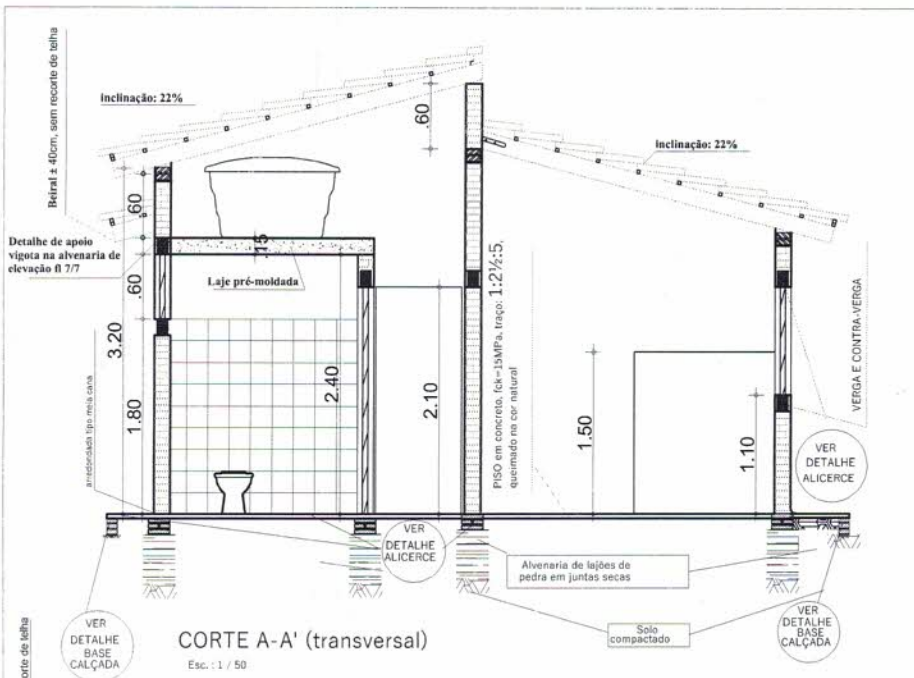 Beiral ± 40cm, sem recorte de telha
inclinação: 22%
.60
inclinação: 22%
.60
Detalhe de apoio
vigota na alvenaria de
elevação fl 7/7
.15
Laje pré-moldada
.60
3.20
1.80
arredondada tipo meia cana
2.40
2.10
PISO em concreto, fck=15MPa, traço: 1:2½:5,
queimado na cor natural
1.50
1.10
VERGA E CONTRA-VERGA
VER
DETALHE
ALICERCE
VER
DETALHE
ALICERCE
Alvenaria de lajões de
pedra em juntas secas
Solo
compactado
VER
DETALHE
BASE
CALÇADA
VER
DETALHE
BASE
CALÇADA
CORTE A-A' (transversal)
Esc.: 1 / 50
orte de telha